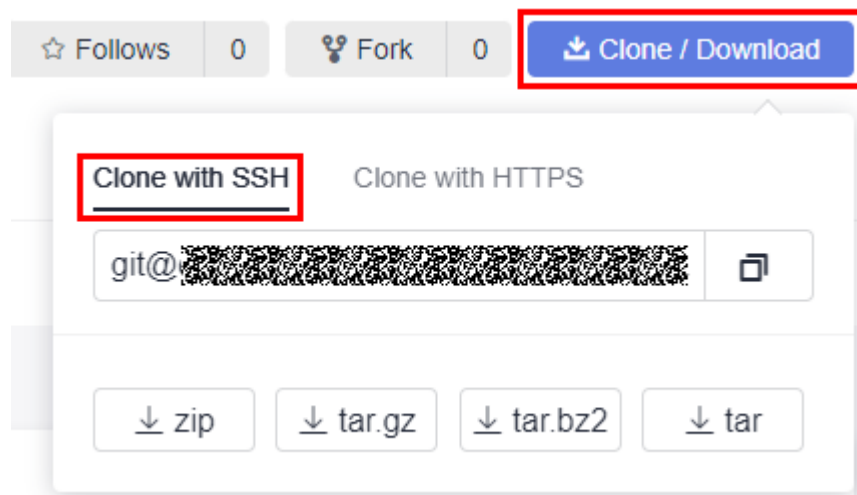 Follows 0 Fork 0 Clone / Download
Clone with SSH Clone with HTTPS
git@
zip tar.gz tar.bz2 tar